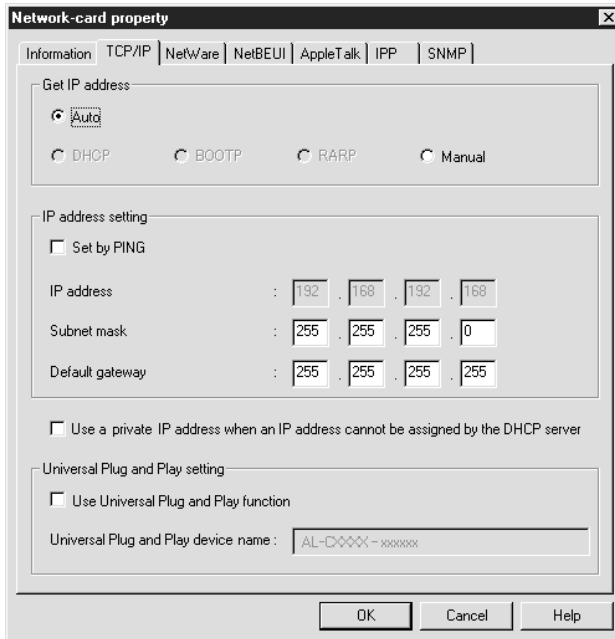 Network-card property
Information TCP/IP NetWare NetBEUI AppleTalk IPP SNMP
Get IP address
Auto
DHCP BOOTP RARP Manual
IP address setting
Set by PING
IP address : 192 . 168 . 192 . 168
Subnet mask : 255 . 255 . 255 . 0
Default gateway : 255 . 255 . 255 . 255
Use a private IP address when an IP address cannot be assigned by the DHCP server
Universal Plug and Play setting
Use Universal Plug and Play function
Universal Plug and Play device name : AL-CXXXX - xxxxxx
OK Cancel Help